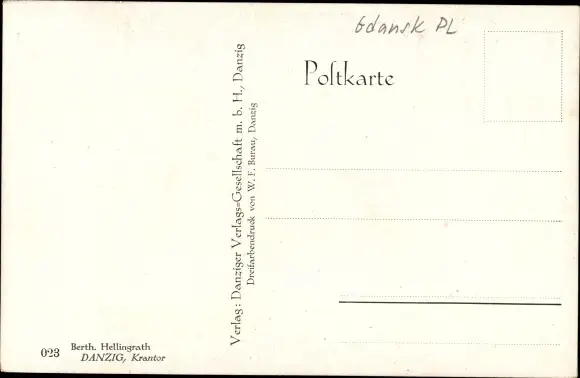 Gdansk PL
Poſtkarte
Verlag: Danziger Verlags=Geſellſchaft m. b. H., Danzig
Dreifarbendruck von W. F. Burau, Danzig
023 Berth. Hellingrath
DANZIG, Krantor